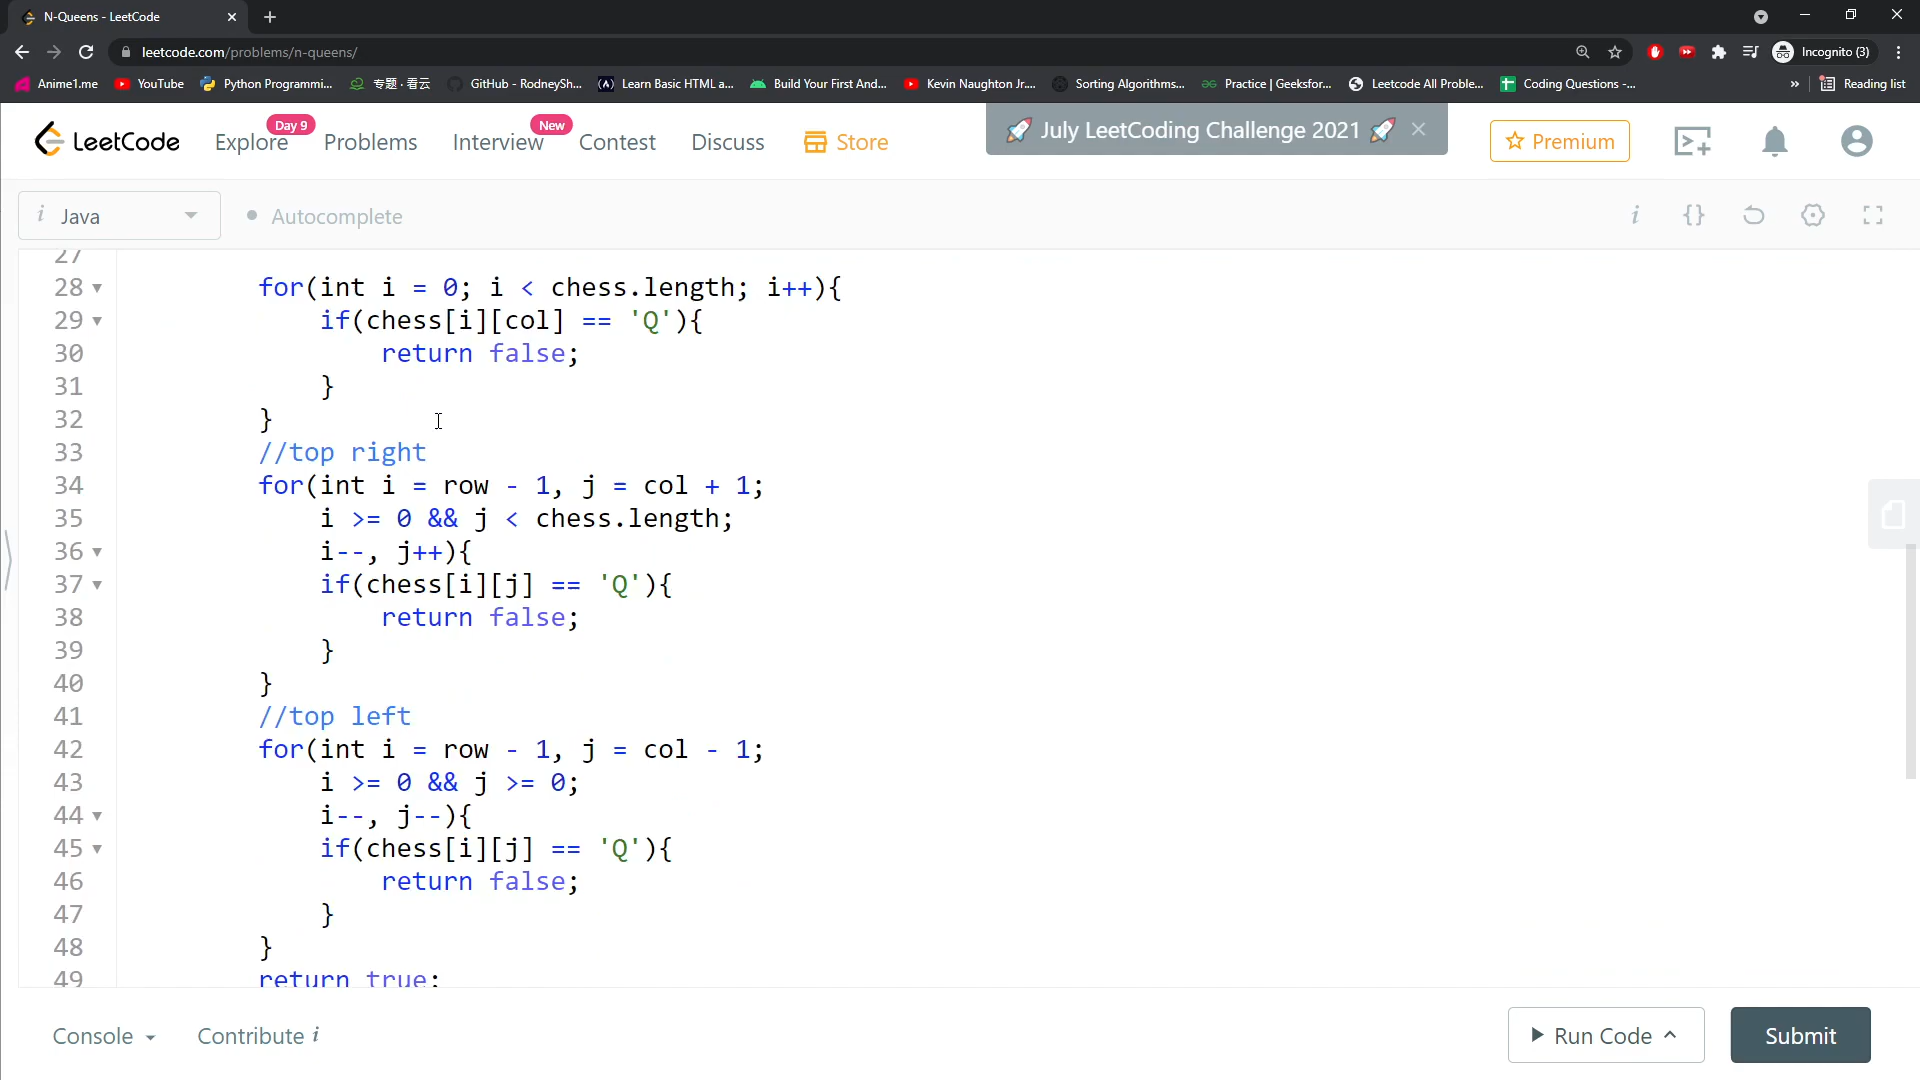 N-Queens - LeetCode
leetcode.com/problems/n-queens/
Incognito (3)
Anime1.me
YouTube
Python Programmi...
专题·看云
GitHub - RodneySh...
Learn Basic HTML a...
Build Your First And...
Kevin Naughton Jr....
Sorting Algorithms...
Practice | Geeksfor...
Leetcode All Proble...
Coding Questions -...
»
Reading list
LeetCode
Explore
Day 9
Problems
Interview
New
Contest
Discuss
Store
July LeetCoding Challenge 2021
Premium
i Java
Autocomplete
i {}
27
28 for(int i = 0; i < chess.length; i++){
29 if(chess[i][col] == 'Q'){
30 return false;
31 }
32 }
33 //top right
34 for(int i = row - 1, j = col + 1;
35 i >= 0 && j < chess.length;
36 i--, j++){
37 if(chess[i][j] == 'Q'){
38 return false;
39 }
40 }
41 //top left
42 for(int i = row - 1, j = col - 1;
43 i >= 0 && j >= 0;
44 i--, j--){
45 if(chess[i][j] == 'Q'){
46 return false;
47 }
48 }
49 return true;
Console
Contribute i
Run Code
Submit